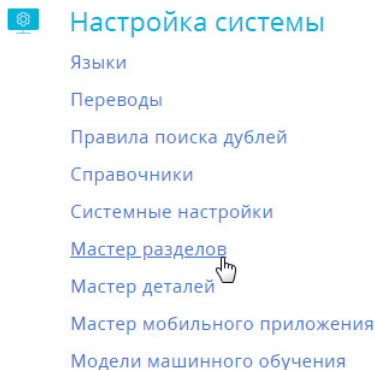 Настройка системы
Языки
Переводы
Правила поиска дублей
Справочники
Системные настройки
Мастер разделов
Мастер деталей
Мастер мобильного приложения
Модели машинного обучения